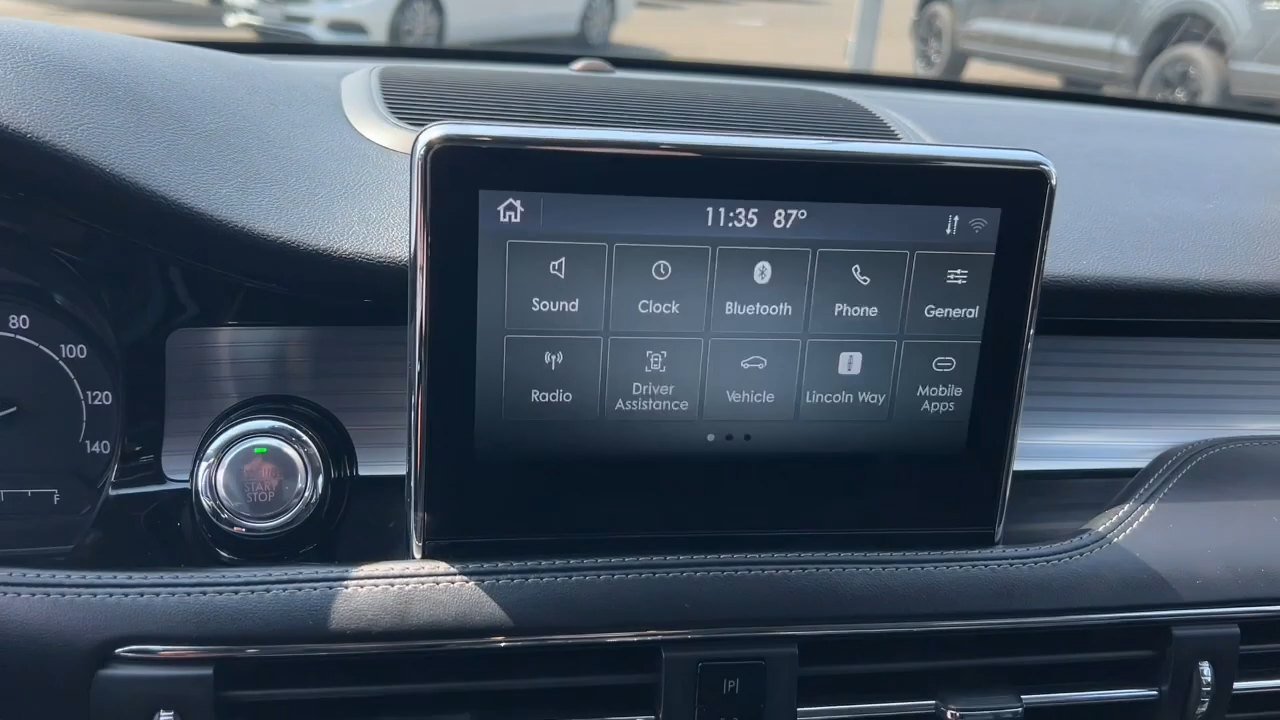 11:35 87°
Sound
Clock
Bluetooth
Phone
General
Radio
Driver
Assistance
Vehicle
Lincoln Way
Mobile
Apps
80
100
120
140
F
START
STOP
|P|